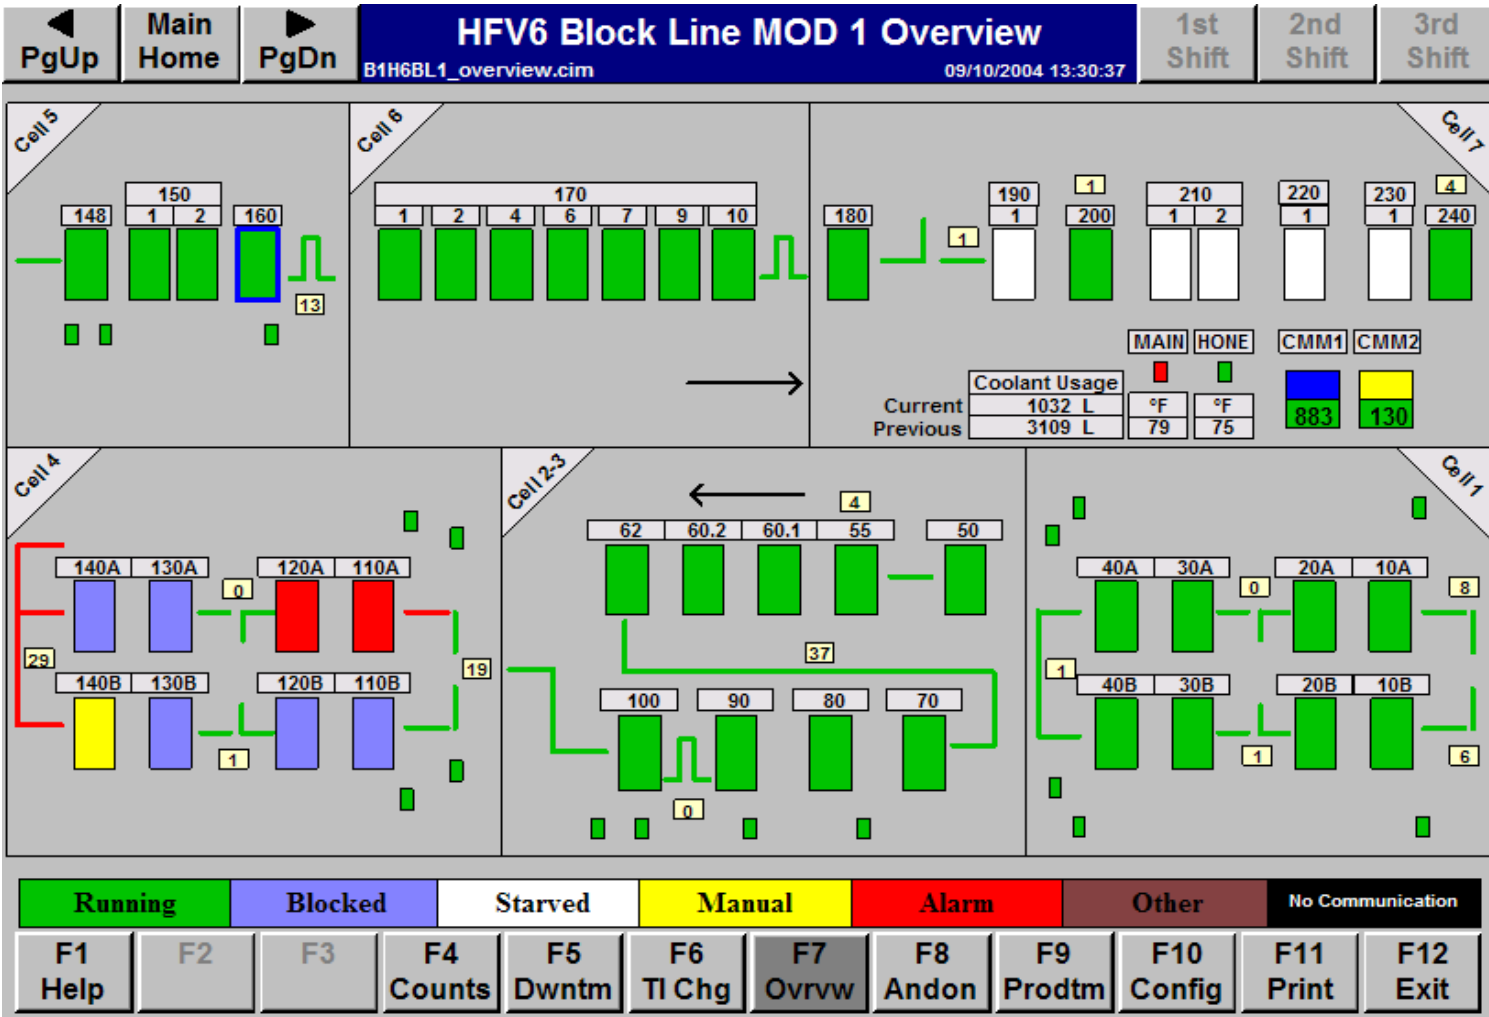 PgUp
Main
Home
PgDn
HFV6 Block Line MOD 1 Overview
B1H6BL1_overview.cim
09/10/2004 13:30:37
1st
Shift
2nd
Shift
3rd
Shift
Cell 5
150
148 1 2 160
13
Cell 6
170
1 2 4 6 7 9 10
Cell 7
190 1 210 220 230 4
180 1 200 1 2 1 1 240
1
MAIN HONE CMM1 CMM2
Coolant Usage
Current 1032 L °F °F 883 130
Previous 3109 L 79 75
Cell 4
140A 130A 120A 110A
0
29
19
140B 130B 120B 110B
1
Cell 2-3
4
62 60.2 60.1 55 50
37
100 90 80 70
0
Cell 1
40A 30A 20A 10A
0 8
1
40B 30B 20B 10B
1 6
Running Blocked Starved Manual Alarm Other No Communication
F1
Help
F2
F3
F4
Counts
F5
Dwntm
F6
Tl Chg
F7
Ovrvw
F8
Andon
F9
Prodtm
F10
Config
F11
Print
F12
Exit